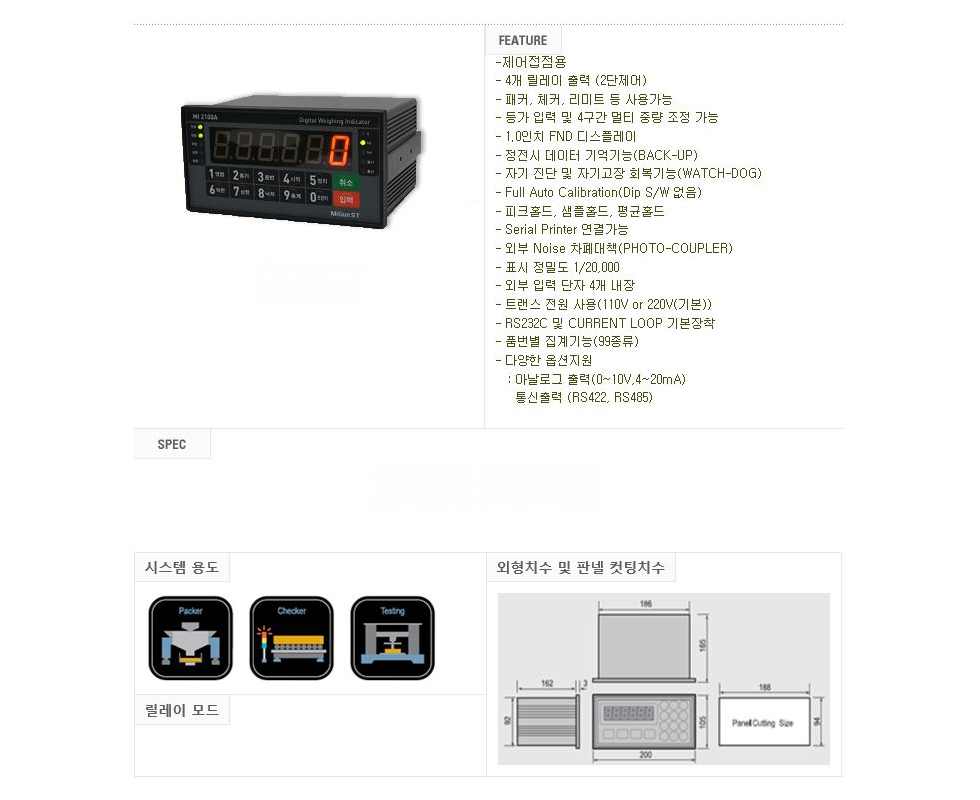 FEATURE
-제어접점용
- 4개 릴레이 출력 (2단제어)
- 패커, 체커, 리미트 등 사용가능
- 등가 입력 및 4구간 멀티 중량 조정 가능
- 1,0인치 FND 디스플레이
- 정전시 데이터 기억기능(BACK-UP)
- 자기 진단 및 자기고장 회복기능(WATCH-DOG)
- Full Auto Calibration(Dip S/W 없음)
- 피크홀드, 샘플홀드, 평균홀드
- Serial Printer 연결가능
- 외부 Noise 차폐대책(PHOTO-COUPLER)
- 표시 정밀도 1/20,000
- 외부 입력 단자 4개 내장
- 트랜스 전원 사용(110V or 220V(기본))
- RS232C 및 CURRENT LOOP 기본장착
- 품번별 집계기능(99종류)
- 다양한 옵션지원
: 아날로그 출력(0~10V,4~20mA)
통신출력 (RS422, RS485)
MI 2100A
Digital Weighing Indicator
0
1 2 3 4 5 취소
6 7 8 9 0 입력
MiGunST
SPEC
시스템 용도
Packer
Checker
Testing
릴레이 모드
외형치수 및 판넬 컷팅치수
186
165
162
3
92
105
200
188
94
Panel Cutting Size